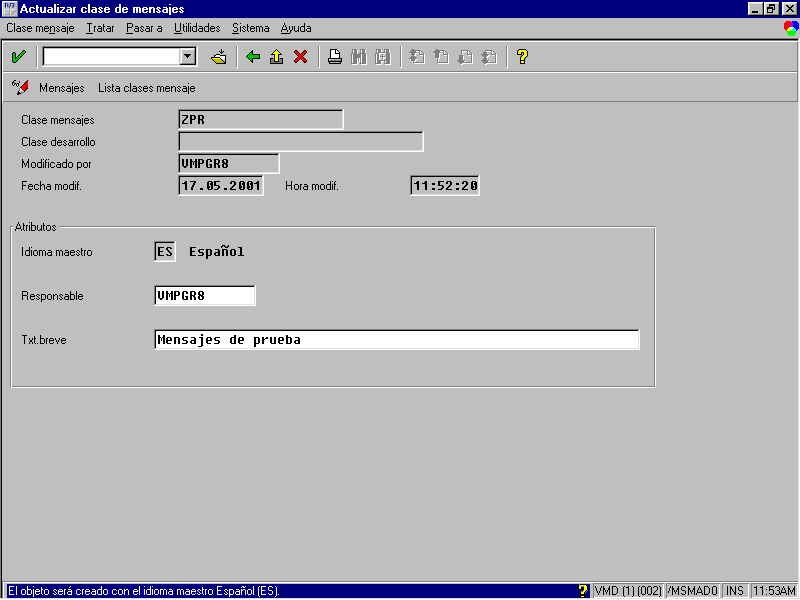 Actualizar clase de mensajes
Clase mensaje Tratar Pasar a Utilidades Sistema Ayuda
Mensajes Lista clases mensaje
Clase mensajes ZPR
Clase desarrollo
Modificado por VMPGR8
Fecha modif. 17.05.2001 Hora modif. 11:52:20
Atributos
Idioma maestro ES Español
Responsable VMPGR8
Txt.breve Mensajes de prueba
El objeto será creado con el idioma maestro Español (ES). VMD (1) (002) /MSMAD0 INS 11:53AM